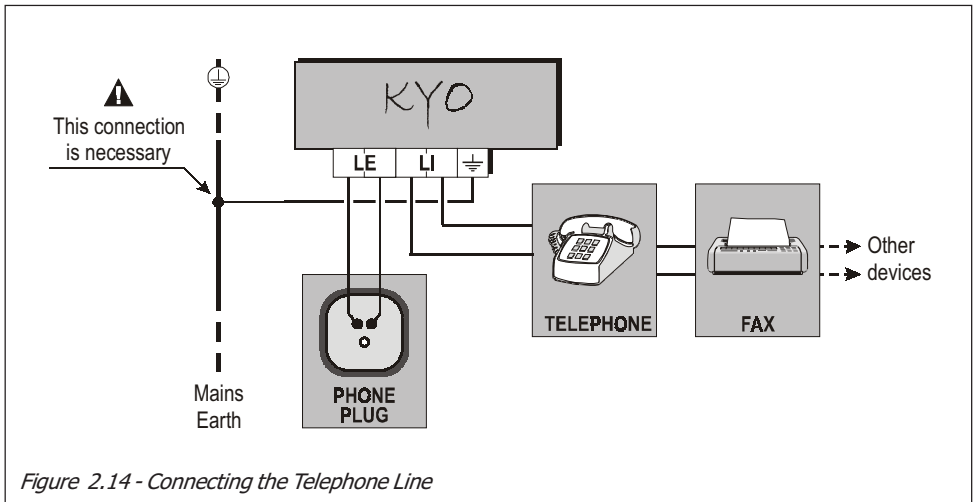 This connection
is necessary
KYO
LE LI
TELEPHONE
FAX
Other
devices
PHONE
PLUG
Mains
Earth
Figure 2.14 - Connecting the Telephone Line